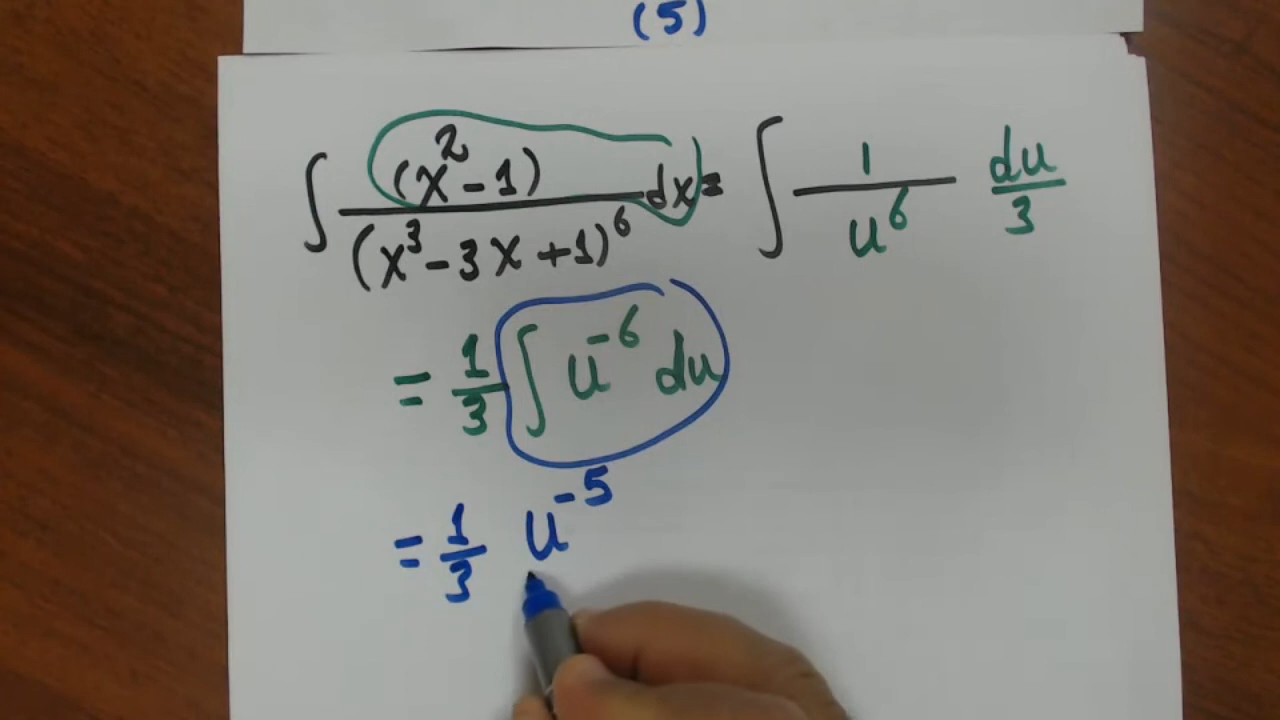 (5)
∫ (x² - 1) / (x³ - 3x + 1)⁶ dx = ∫ 1 / u⁶ du / 3
= 1/3 ∫ u⁻⁶ du
= 1/3 u⁻⁵